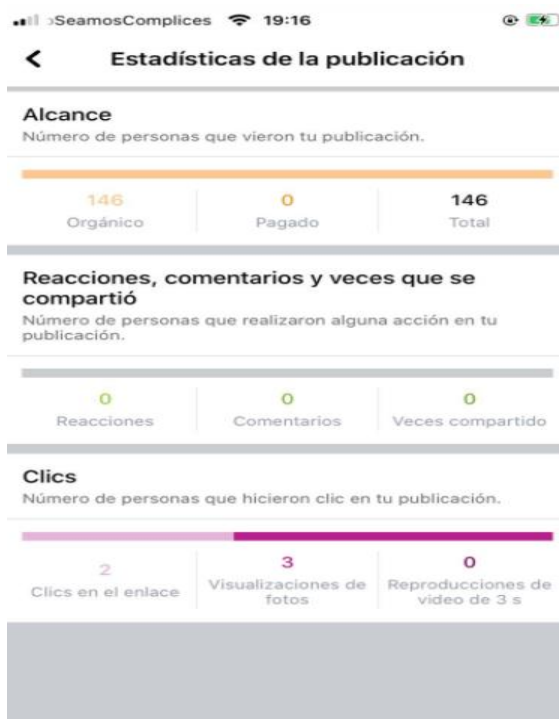 SeamosComplices 19:16
Estadísticas de la publicación
Alcance
Número de personas que vieron tu publicación.
146 0 146
Orgánico Pagado Total
Reacciones, comentarios y veces que se
compartió
Número de personas que realizaron alguna acción en tu
publicación.
0 0 0
Reacciones Comentarios Veces compartido
Clics
Número de personas que hicieron clic en tu publicación.
2 3 0
Clics en el enlace Visualizaciones de Reproducciones de
fotos video de 3 s